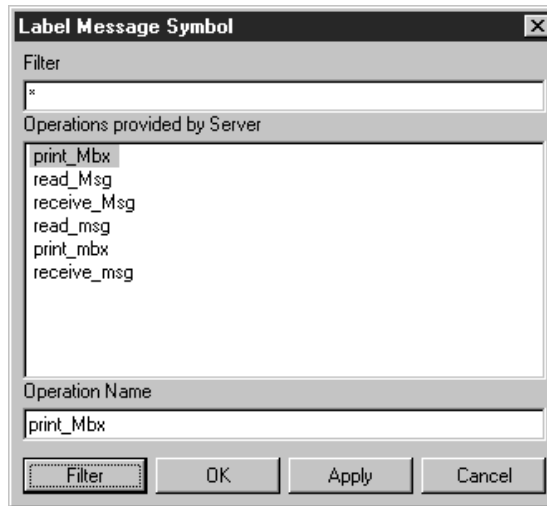 Label Message Symbol
Filter
*
Operations provided by Server
print_Mbx
read_Msg
receive_Msg
read_msg
print_mbx
receive_msg
Operation Name
print_Mbx
Filter OK Apply Cancel